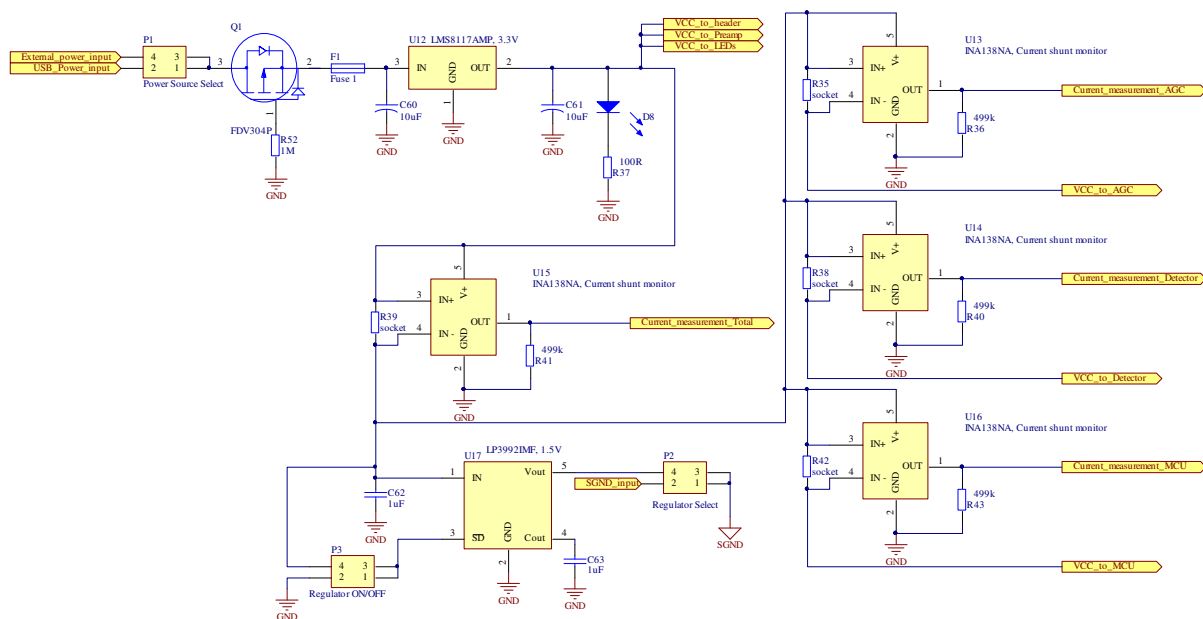 External_power_input
USB_Power_input
P1
4 3
2 1
Power Source Select
Q1
3
2
1
FDV304P
R52
1M
GND
F1
Fuse 1
C60
10uF
GND
U12 LMS8117AMP, 3.3V
3
IN
GND
OUT
2
1
GND
C61
10uF
GND
D8
100R
R37
GND
VCC_to_header
VCC_to_Preamp
VCC_to_LEDs
U13
INA138NA, Current shunt monitor
5
V+
3
IN+
4
IN -
OUT
1
GND
2
GND
R35
socket
499k
R36
Current_measurement_AGC
VCC_to_AGC
U14
INA138NA, Current shunt monitor
5
V+
3
IN+
4
IN -
OUT
1
GND
2
GND
R38
socket
499k
R40
Current_measurement_Detector
VCC_to_Detector
U15
INA138NA, Current shunt monitor
5
V+
3
IN+
4
IN -
OUT
1
GND
2
GND
R39
socket
499k
R41
Current_measurement_Total
U16
INA138NA, Current shunt monitor
5
V+
3
IN+
4
IN -
OUT
1
GND
2
GND
R42
socket
499k
R43
Current_measurement_MCU
VCC_to_MCU
LP3992IMF, 1.5V
U17
1
IN
Vout
5
3
SD
GND
Cout
4
2
GND
C62
1uF
GND
C63
1uF
GND
P3
4 3
2 1
Regulator ON/OFF
GND
SGND_input
P2
4 3
2 1
Regulator Select
SGND